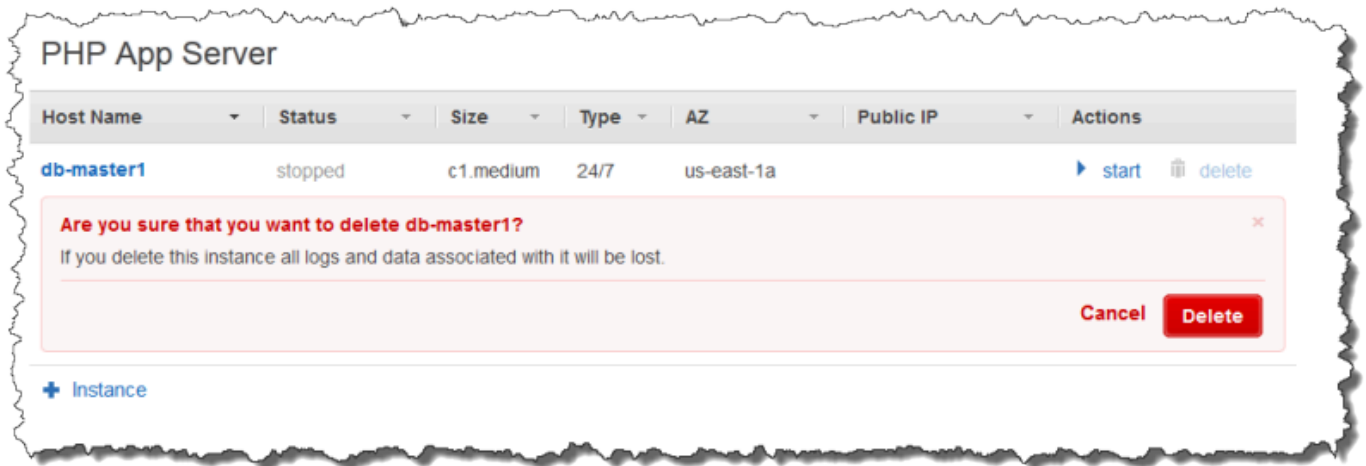 PHP App Server
Host Name Status Size Type AZ Public IP Actions
db-master1 stopped c1.medium 24/7 us-east-1a start delete
Are you sure that you want to delete db-master1? ×
If you delete this instance all logs and data associated with it will be lost.
Cancel Delete
+ Instance